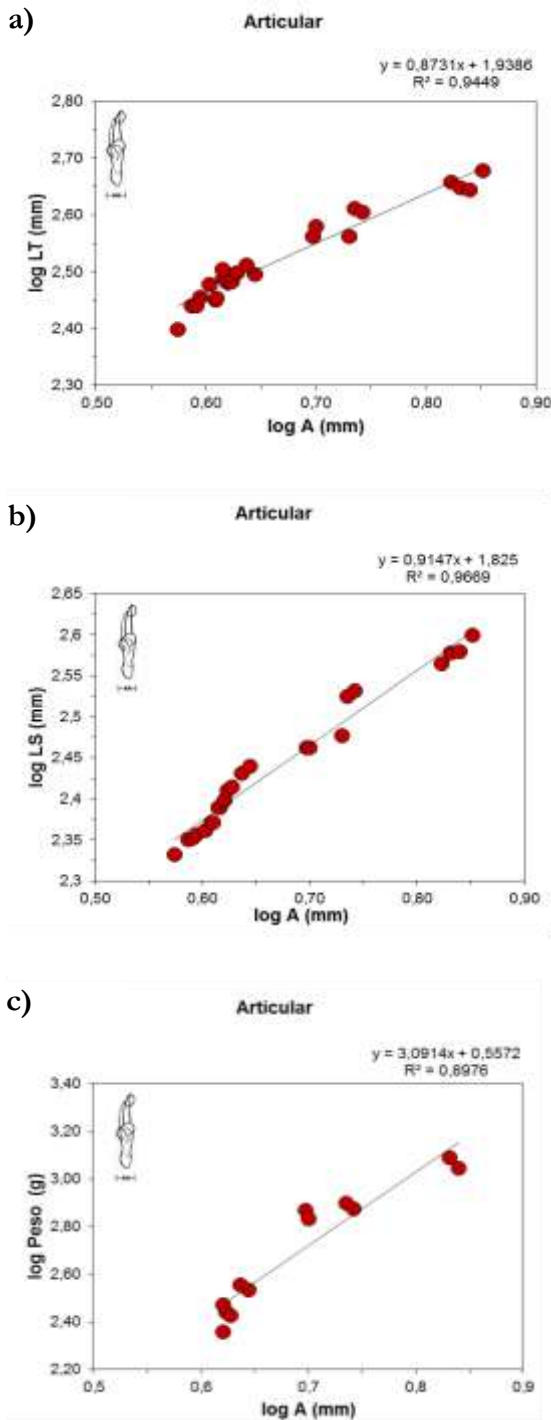 a)
Articular
y = 0,8731x + 1,9386
R² = 0,9449
2,80
2,70
2,60
2,50
2,40
2,30
log LT (mm)
0,50 0,60 0,70 0,80 0,90
log A (mm)
b)
Articular
y = 0,9147x + 1,825
R² = 0,9669
2,65
2,6
2,55
2,5
2,45
2,4
2,35
2,3
log LS (mm)
0,50 0,60 0,70 0,80 0,90
log A (mm)
c)
Articular
y = 3,0914x + 0,5572
R² = 0,8976
3,40
3,20
3,00
2,80
2,60
2,40
2,20
log Peso (g)
0,5 0,6 0,7 0,8 0,9
log A (mm)